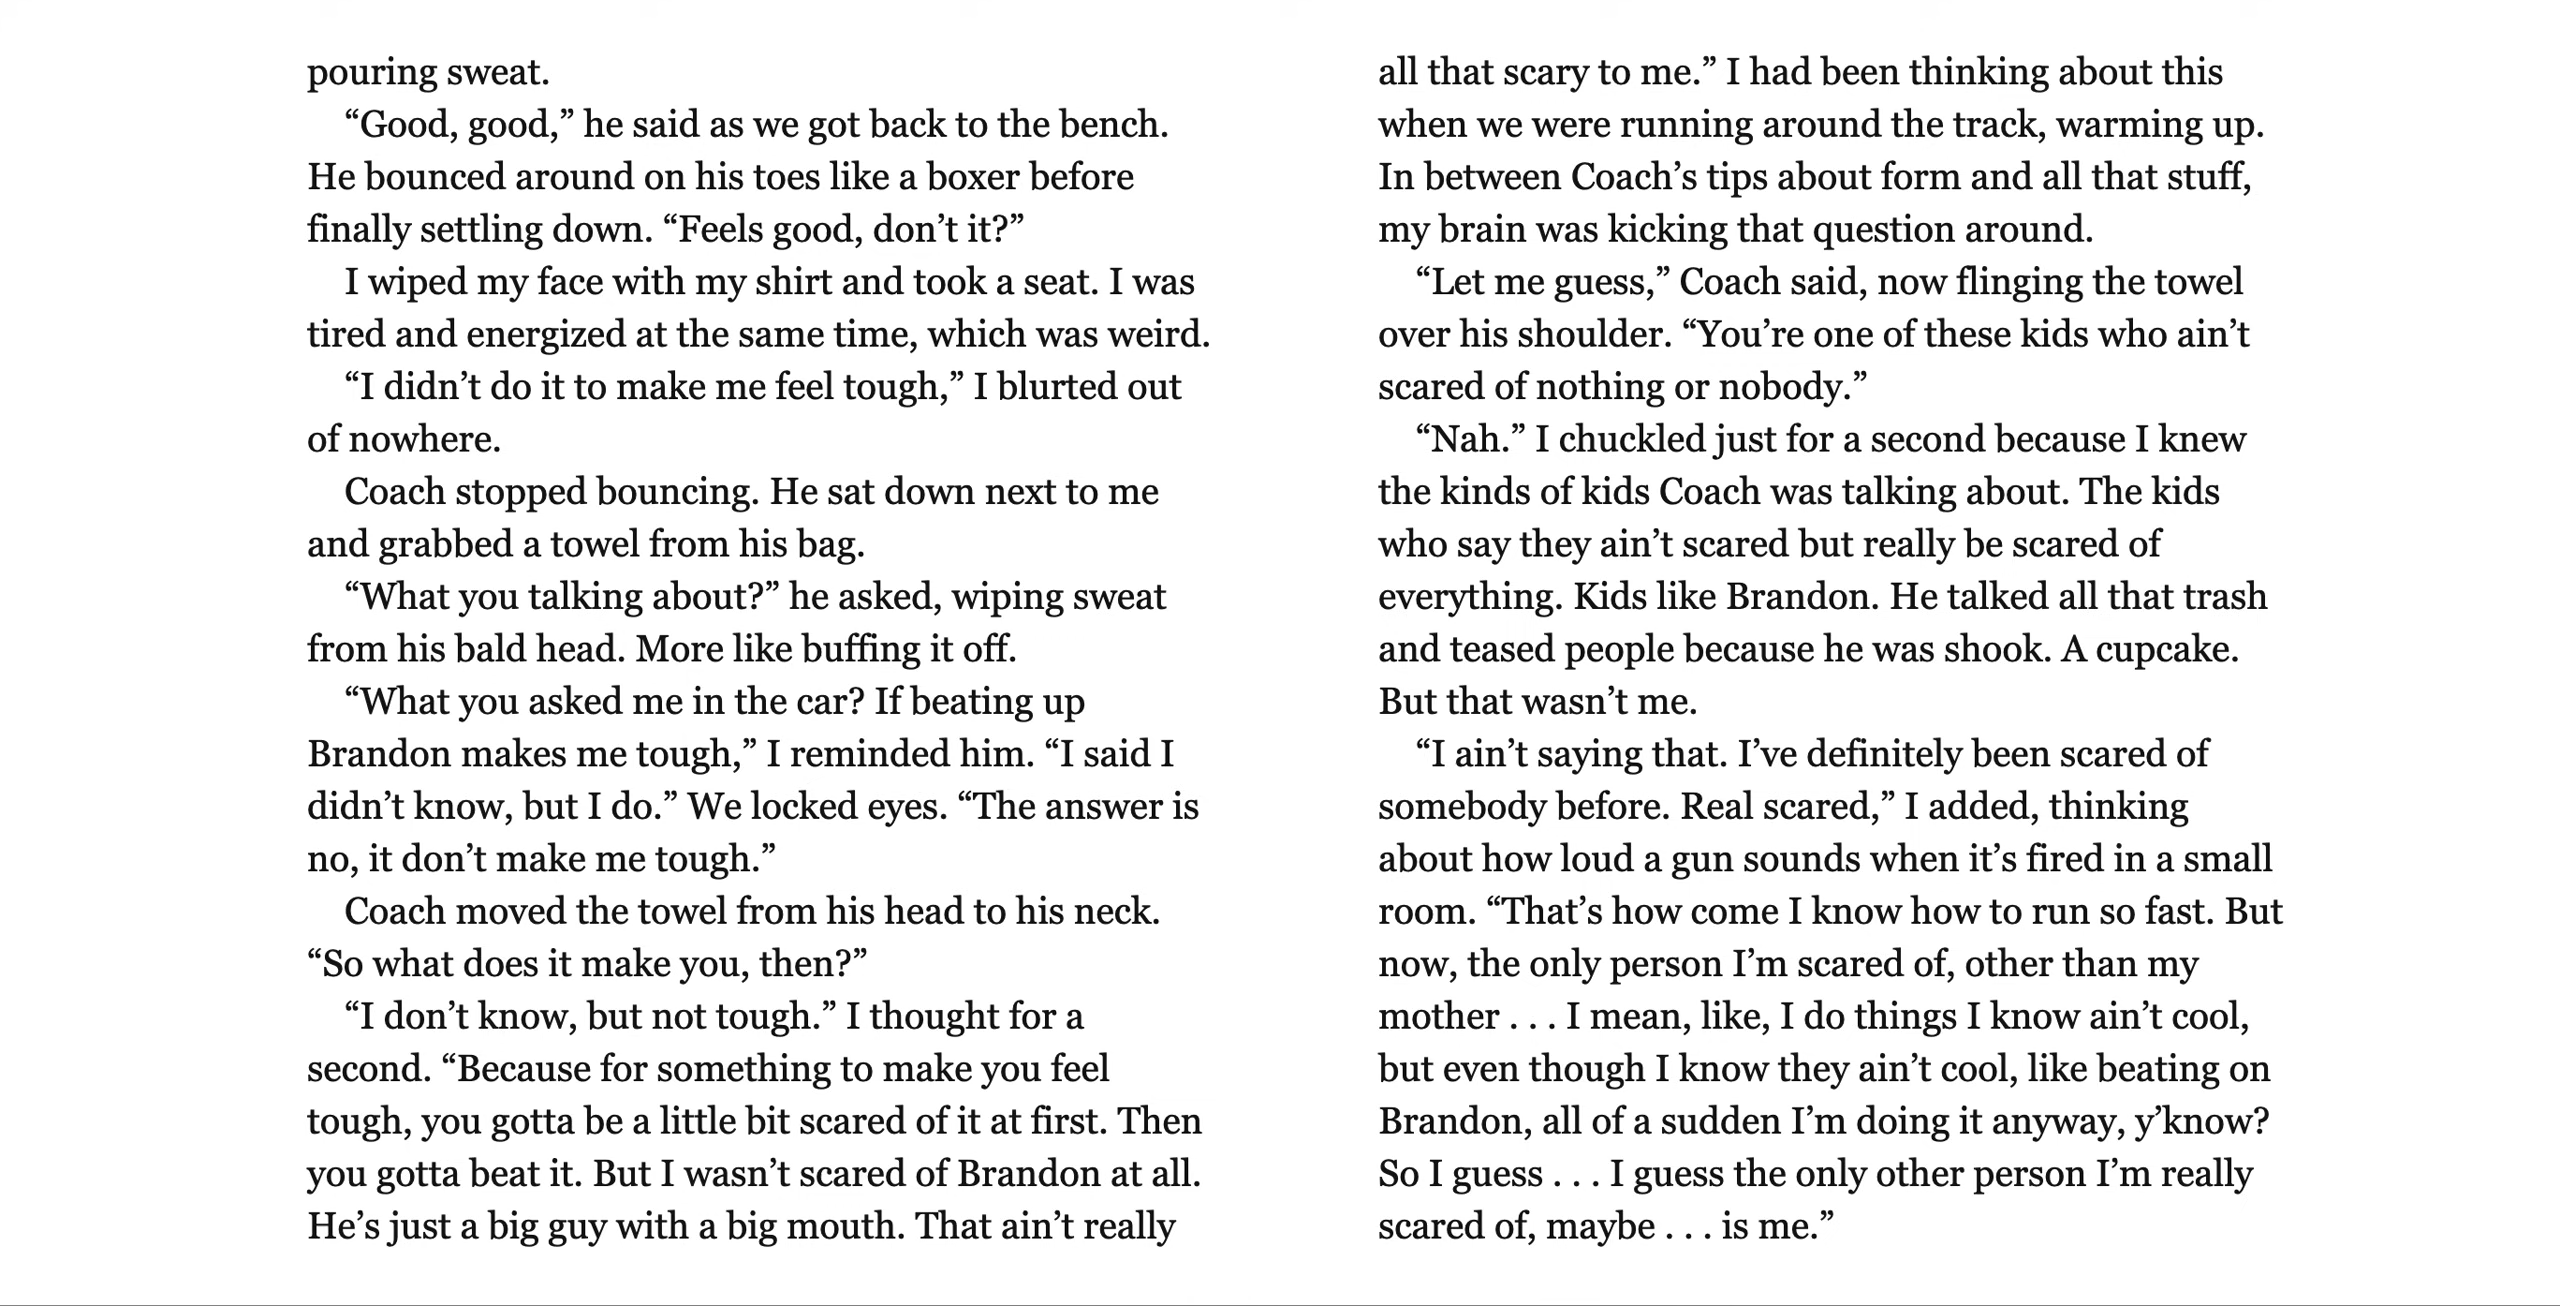 pouring sweat.
“Good, good,” he said as we got back to the bench.
He bounced around on his toes like a boxer before
finally settling down. “Feels good, don’t it?”
I wiped my face with my shirt and took a seat. I was
tired and energized at the same time, which was weird.
“I didn’t do it to make me feel tough,” I blurted out
of nowhere.
Coach stopped bouncing. He sat down next to me
and grabbed a towel from his bag.
“What you talking about?” he asked, wiping sweat
from his bald head. More like buffing it off.
“What you asked me in the car? If beating up
Brandon makes me tough,” I reminded him. “I said I
didn’t know, but I do.” We locked eyes. “The answer is
no, it don’t make me tough.”
Coach moved the towel from his head to his neck.
“So what does it make you, then?”
“I don’t know, but not tough.” I thought for a
second. “Because for something to make you feel
tough, you gotta be a little bit scared of it at first. Then
you gotta beat it. But I wasn’t scared of Brandon at all.
He’s just a big guy with a big mouth. That ain’t really
all that scary to me.” I had been thinking about this
when we were running around the track, warming up.
In between Coach’s tips about form and all that stuff,
my brain was kicking that question around.
“Let me guess,” Coach said, now flinging the towel
over his shoulder. “You’re one of these kids who ain’t
scared of nothing or nobody.”
“Nah.” I chuckled just for a second because I knew
the kinds of kids Coach was talking about. The kids
who say they ain’t scared but really be scared of
everything. Kids like Brandon. He talked all that trash
and teased people because he was shook. A cupcake.
But that wasn’t me.
“I ain’t saying that. I’ve definitely been scared of
somebody before. Real scared,” I added, thinking
about how loud a gun sounds when it’s fired in a small
room. “That’s how come I know how to run so fast. But
now, the only person I’m scared of, other than my
mother . . . I mean, like, I do things I know ain’t cool,
but even though I know they ain’t cool, like beating on
Brandon, all of a sudden I’m doing it anyway, y’know?
So I guess . . . I guess the only other person I’m really
scared of, maybe . . . is me.”